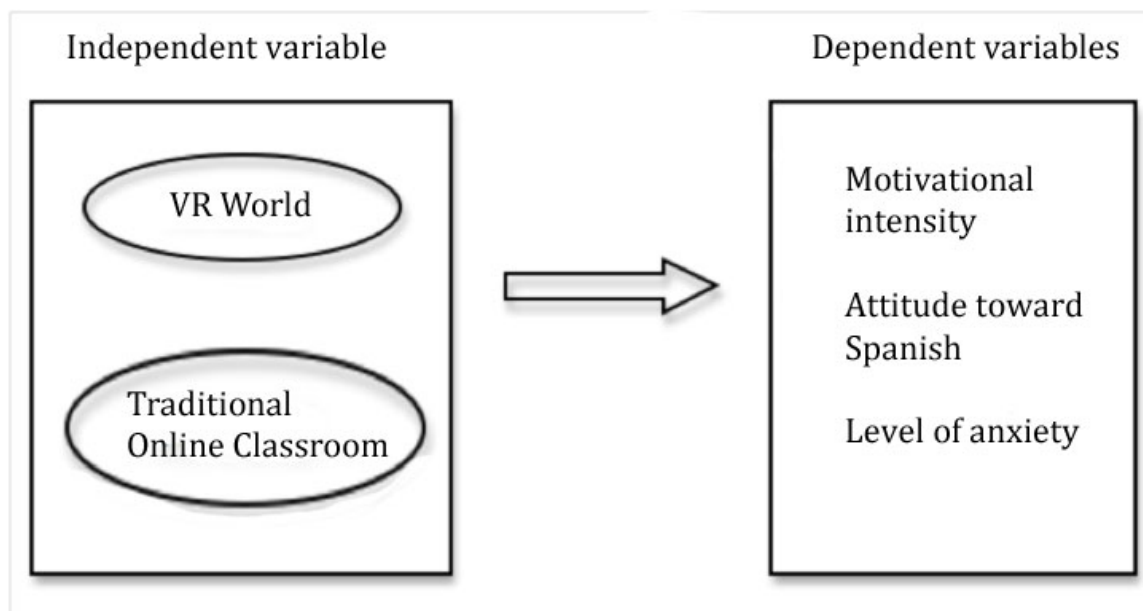 Independent variable
VR World
Traditional
Online Classroom
Dependent variables
Motivational
intensity
Attitude toward
Spanish
Level of anxiety